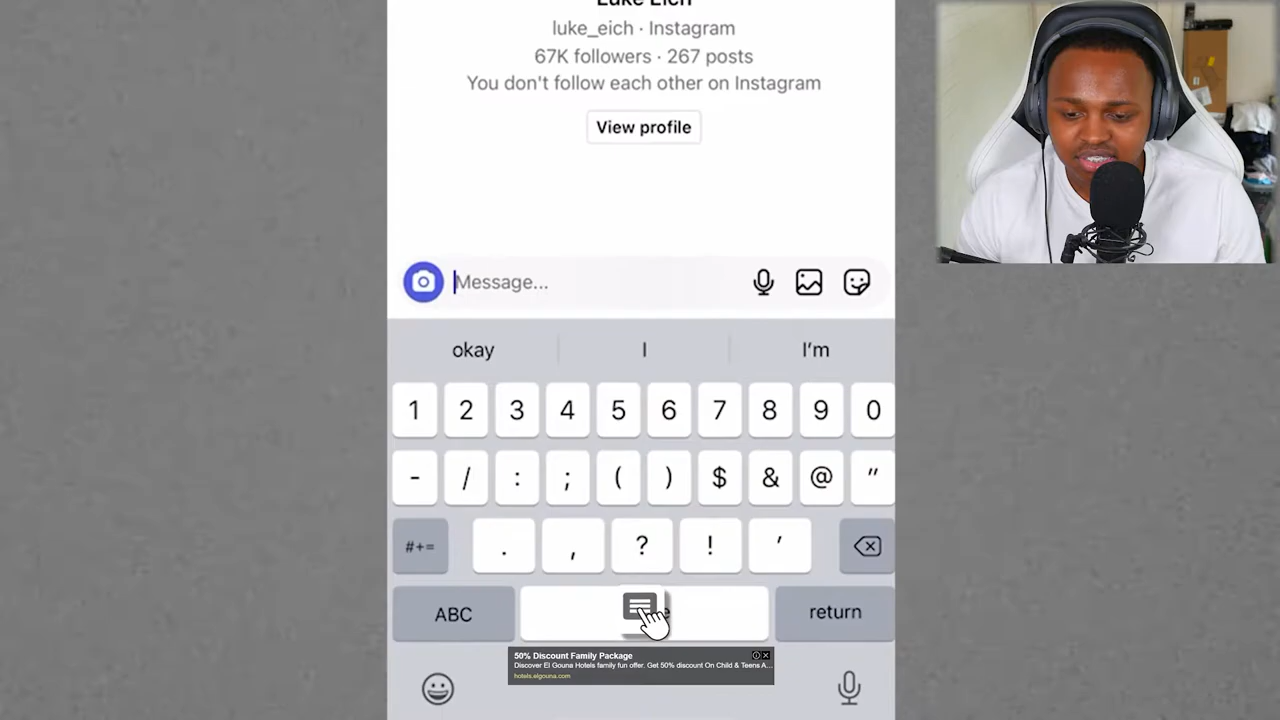 Luke Eich
luke_eich · Instagram
67K followers · 267 posts
You don't follow each other on Instagram
View profile
Message...
okay I I'm
1 2 3 4 5 6 7 8 9 0
- / : ; ( ) $ & @ "
#+= . , ? ! '
ABC return
50% Discount Family Package
Discover El Gouna Hotels family fun offer. Get 50% discount On Child & Teens A...
hotels.elgouna.com